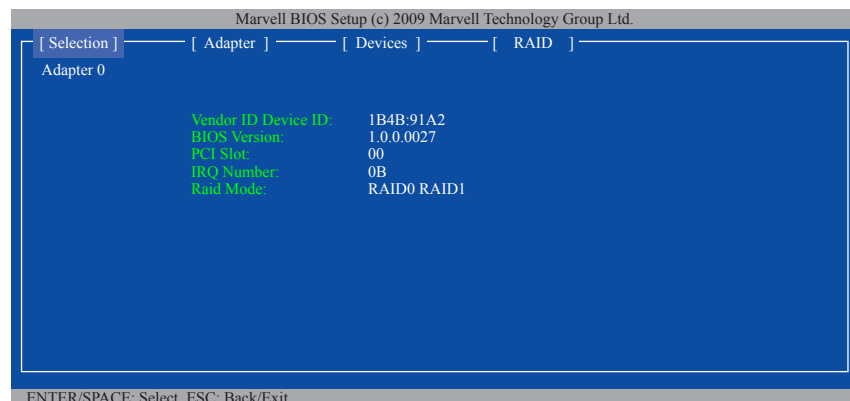 Marvell BIOS Setup (c) 2009 Marvell Technology Group Ltd.
[ Selection ] [ Adapter ] [ Devices ] [ RAID ]
Adapter 0
Vendor ID Device ID: 1B4B:91A2
BIOS Version: 1.0.0.0027
PCI Slot: 00
IRQ Number: 0B
Raid Mode: RAID0 RAID1
ENTER/SPACE: Select, ESC: Back/Exit